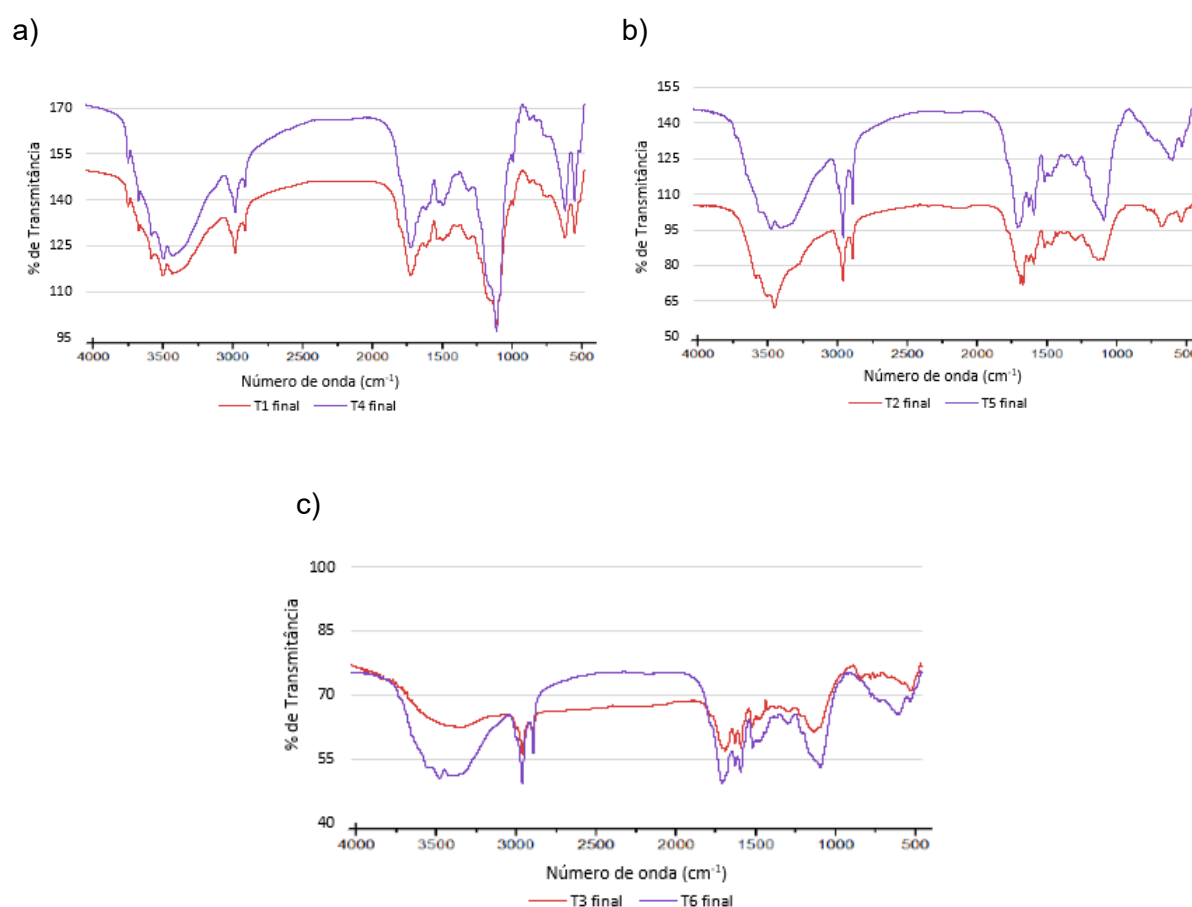 a)
170
155
140
125
110
95
% de Transmitância
4000 3500 3000 2500 2000 1500 1000 500
Número de onda (cm⁻¹)
T1 final T4 final
b)
155
140
125
110
95
80
65
50
% de Transmitância
4000 3500 3000 2500 2000 1500 1000 500
Número de onda (cm⁻¹)
T2 final T5 final
c)
100
85
70
55
40
% de Transmitância
4000 3500 3000 2500 2000 1500 1000 500
Número de onda (cm⁻¹)
T3 final T6 final